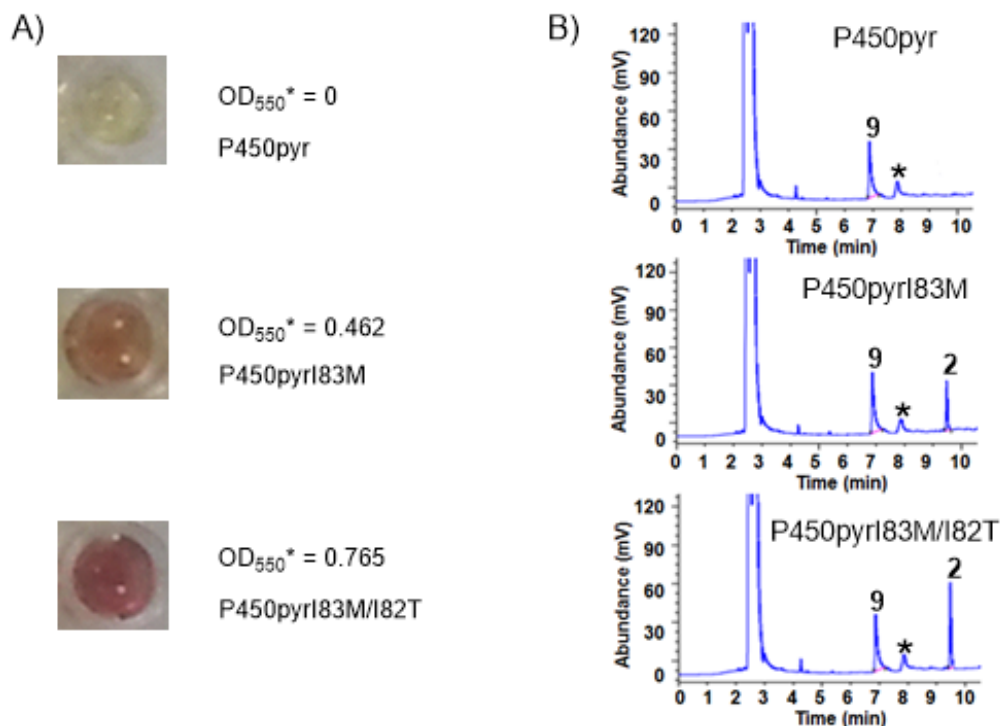 A)
OD₅₅₀* = 0
P450pyr
OD₅₅₀* = 0.462
P450pyrI83M
OD₅₅₀* = 0.765
P450pyrI83M/I82T
B)
P450pyr
Abundance (mV)
120
90
60
30
0
9
*
0 1 2 3 4 5 6 7 8 9 10
Time (min)
P450pyrI83M
Abundance (mV)
120
90
60
30
0
9
*
2
0 1 2 3 4 5 6 7 8 9 10
Time (min)
P450pyrI83M/I82T
Abundance (mV)
120
90
60
30
0
9
*
2
0 1 2 3 4 5 6 7 8 9 10
Time (min)